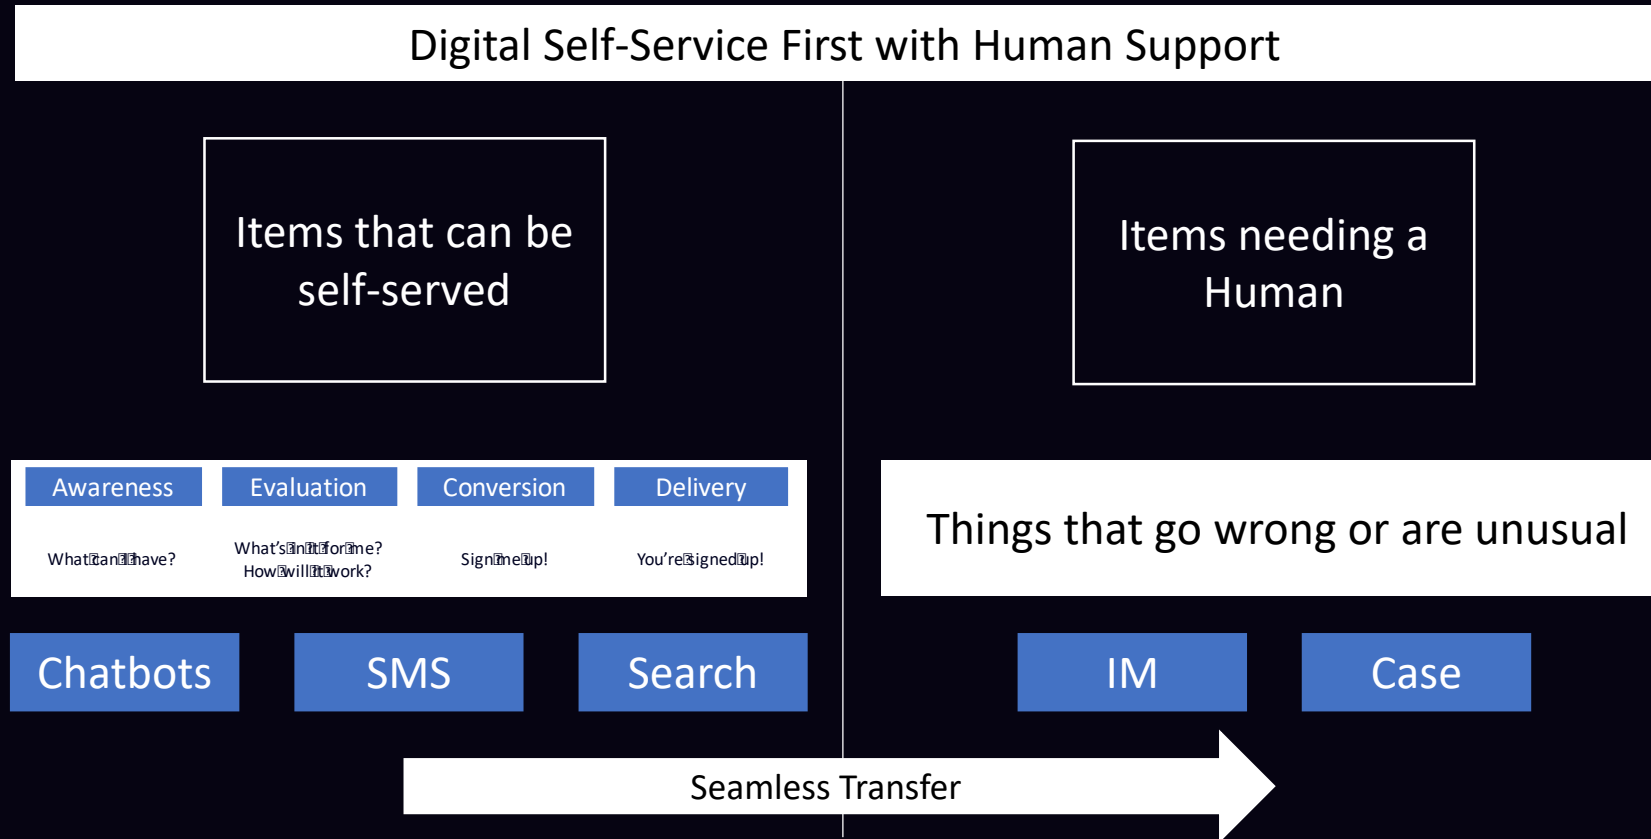 Digital Self-Service First with Human Support
Items that can be
self-served
Items needing a
Human
Awareness
Evaluation
Conversion
Delivery
What can I have?
What's in it for me?
How will it work?
Sign me up!
You're signed up!
Things that go wrong or are unusual
Chatbots
SMS
Search
IM
Case
Seamless Transfer